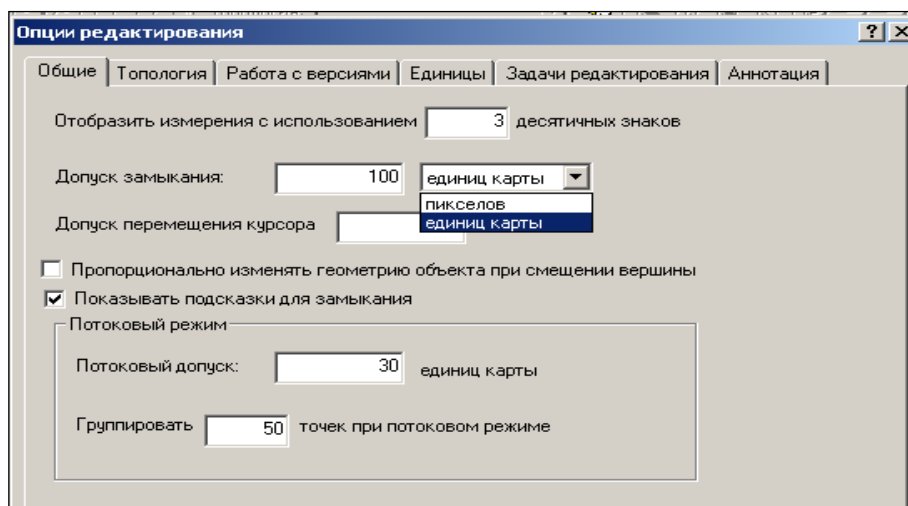 Опции редактирования
Общие Топология Работа с версиями Единицы Задачи редактирования Аннотация
Отобразить измерения с использованием 3 десятичных знаков
Допуск замыкания: 100 единиц карты
пикселов
Допуск перемещения курсора единиц карты
Пропорционально изменять геометрию объекта при смещении вершины
Показывать подсказки для замыкания
Потоковый режим
Потоковый допуск: 30 единиц карты
Группировать 50 точек при потоковом режиме